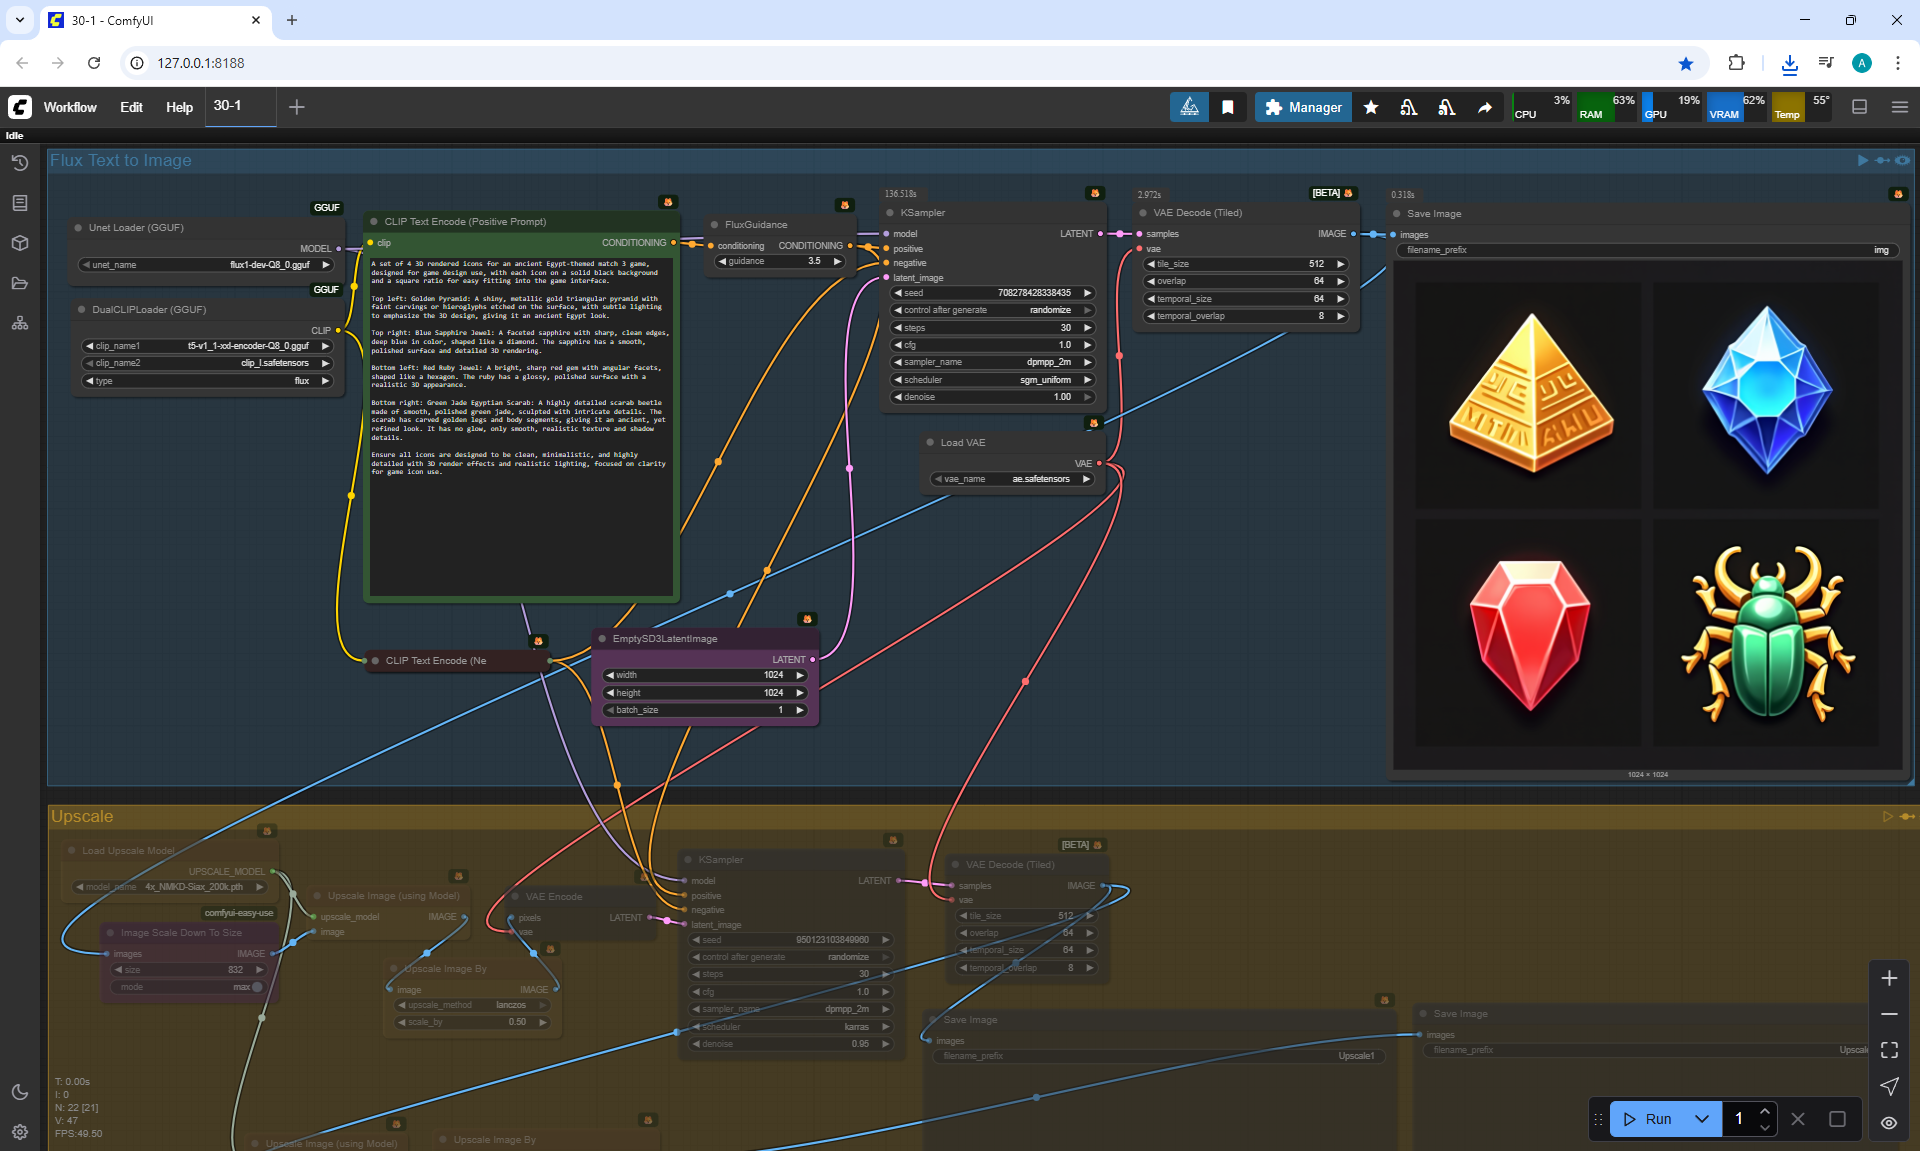 30-1 - ComfyUI
127.0.0.1:8188
Workflow
Edit
Help
30-1
Manager
3%
CPU
63%
RAM
19%
GPU
62%
VRAM
55°
Temp
Idle
Flux Text to Image
GGUF
Unet Loader (GGUF)
MODEL
unet_name
flux1-dev-Q8_0.gguf
GGUF
DualCLIPLoader (GGUF)
CLIP
clip_name1
t5-v1_1-xxl-encoder-Q8_0.gguf
clip_name2
clip_l.safetensors
type
flux
CLIP Text Encode (Positive Prompt)
clip
CONDITIONING
A set of 4 3D rendered icons for an ancient Egypt-themed match 3 game,
designed for game design use, with each icon on a solid black background
and a square ratio for easy fitting into the game interface.
Top left: Golden Pyramid: A shiny, metallic gold triangular pyramid with
faint carvings or hieroglyphs etched on the surface, with subtle lighting
to emphasize the 3D design, giving it an ancient Egypt look.
Top right: Blue Sapphire Jewel: A faceted sapphire with sharp, clean edges,
deep blue in color, shaped like a diamond. The sapphire has a smooth,
polished surface and detailed 3D rendering.
Bottom left: Red Ruby Jewel: A bright, sharp red gem with angular facets,
shaped like a hexagon. The ruby has a glossy, polished surface with a
realistic 3D appearance.
Bottom right: Green Jade Egyptian Scarab: A highly detailed scarab beetle
made of smooth, polished green jade, sculpted with intricate details. The
scarab has carved golden legs and body segments, giving it an ancient, yet
refined look. It has no glow, only smooth, realistic texture and shadow
details.
Ensure all icons are designed to be clean, minimalistic, and highly
detailed with 3D render effects and realistic lighting, focused on clarity
for game icon use.
FluxGuidance
conditioning
CONDITIONING
guidance
3.5
136.518s
KSampler
model
LATENT
positive
negative
latent_image
seed
708278428338435
control after generate
randomize
steps
30
cfg
1.0
sampler_name
dpmpp_2m
scheduler
sgm_uniform
denoise
1.00
Load VAE
VAE
vae_name
ae.safetensors
2.972s
[BETA]
VAE Decode (Tiled)
samples
IMAGE
vae
tile_size
512
overlap
64
temporal_size
64
temporal_overlap
8
0.318s
Save Image
images
filename_prefix
img
1024 × 1024
CLIP Text Encode (Ne
EmptySD3LatentImage
LATENT
width
1024
height
1024
batch_size
1
Upscale
Load Upscale Model
UPSCALE_MODEL
model_name
4x_NMKD-Siax_200k.pth
comfyui-easy-use
Image Scale Down To Size
images
IMAGE
size
832
mode
max
Upscale Image (using Model)
upscale_model
IMAGE
image
Upscale Image By
image
IMAGE
upscale_method
lanczos
scale_by
0.50
VAE Encode
pixels
LATENT
vae
KSampler
model
LATENT
positive
negative
latent_image
seed
950123103849960
control after generate
randomize
steps
30
cfg
1.0
sampler_name
dpmpp_2m
scheduler
karras
denoise
0.95
[BETA]
VAE Decode (Tiled)
samples
IMAGE
vae
tile_size
512
overlap
64
temporal_size
64
temporal_overlap
8
Save Image
images
filename_prefix
Upscale1
Save Image
images
filename_prefix
Upscale
T: 0.00s
I: 0
N: 22 [21]
V: 47
FPS:49.50
Upscale Image (using Model)
Upscale Image By
Run
1